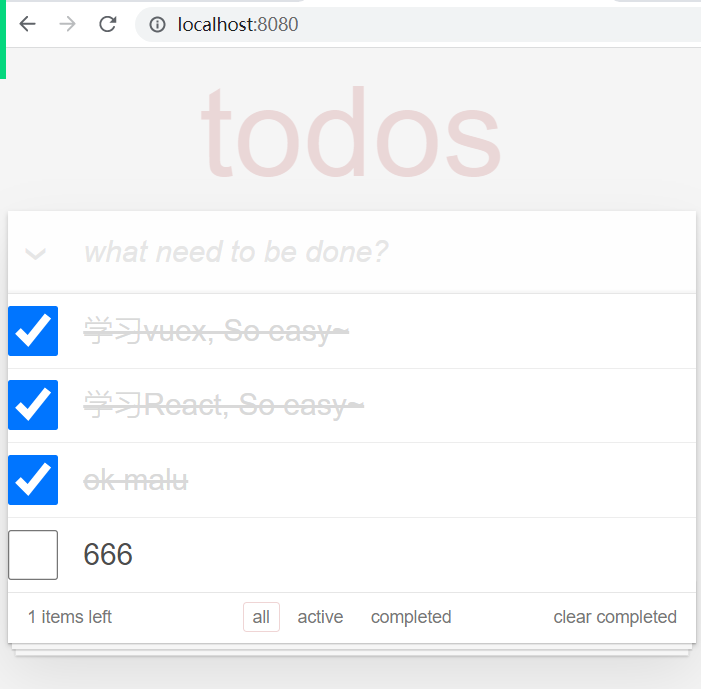 localhost:8080
todos
what need to be done?
学习vuex, So easy~
学习React, So easy~
ok malu
666
1 items left all active completed clear completed